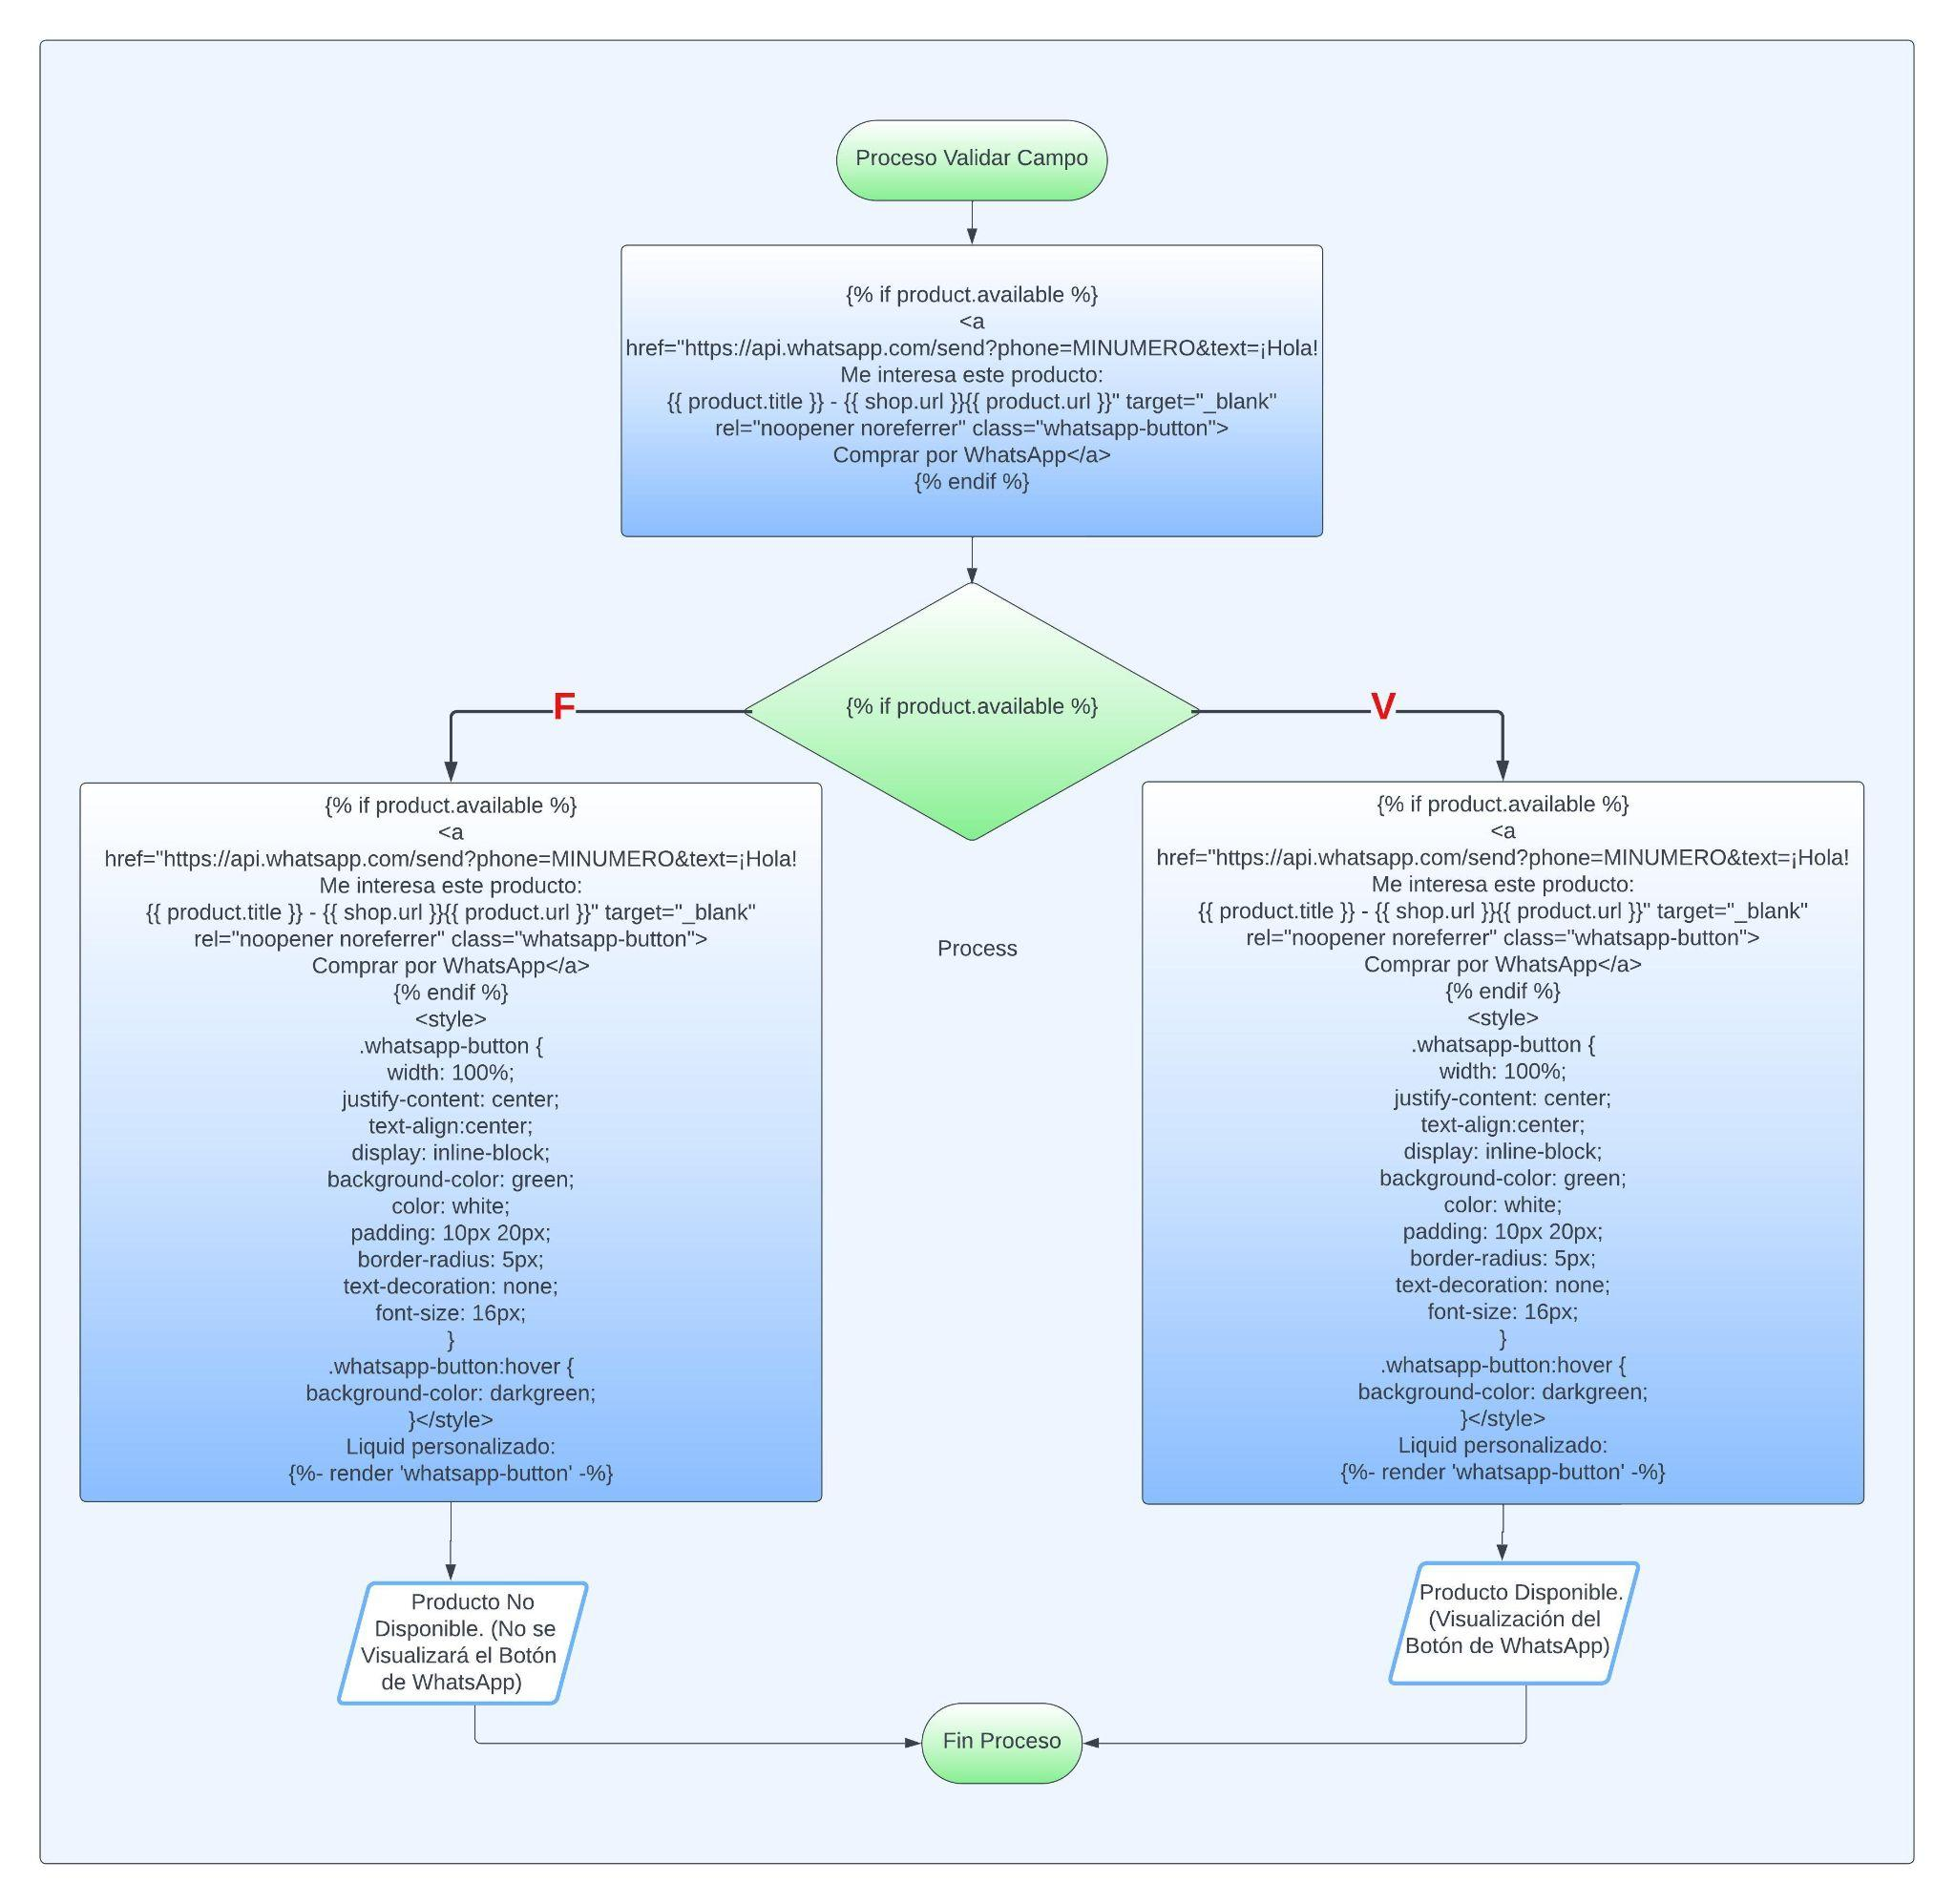 Proceso Validar Campo
{% if product.available %}
<a
href="https://api.whatsapp.com/send?phone=MINUMERO&text=¡Hola!
Me interesa este producto:
{{ product.title }} - {{ shop.url }}{{ product.url }}" target="_blank"
rel="noopener noreferrer" class="whatsapp-button">
Comprar por WhatsApp</a>
{% endif %}
{% if product.available %}
F
V
{% if product.available %}
<a
href="https://api.whatsapp.com/send?phone=MINUMERO&text=¡Hola!
Me interesa este producto:
{{ product.title }} - {{ shop.url }}{{ product.url }}" target="_blank"
rel="noopener noreferrer" class="whatsapp-button">
Comprar por WhatsApp</a>
{% endif %}
<style>
.whatsapp-button {
width: 100%;
justify-content: center;
text-align:center;
display: inline-block;
background-color: green;
color: white;
padding: 10px 20px;
border-radius: 5px;
text-decoration: none;
font-size: 16px;
}
.whatsapp-button:hover {
background-color: darkgreen;
}</style>
Liquid personalizado:
{%- render 'whatsapp-button' -%}
Process
{% if product.available %}
<a
href="https://api.whatsapp.com/send?phone=MINUMERO&text=¡Hola!
Me interesa este producto:
{{ product.title }} - {{ shop.url }}{{ product.url }}" target="_blank"
rel="noopener noreferrer" class="whatsapp-button">
Comprar por WhatsApp</a>
{% endif %}
<style>
.whatsapp-button {
width: 100%;
justify-content: center;
text-align:center;
display: inline-block;
background-color: green;
color: white;
padding: 10px 20px;
border-radius: 5px;
text-decoration: none;
font-size: 16px;
}
.whatsapp-button:hover {
background-color: darkgreen;
}</style>
Liquid personalizado:
{%- render 'whatsapp-button' -%}
Producto No
Disponible. (No se
Visualizará el Botón
de WhatsApp)
Producto Disponible.
(Visualización del
Botón de WhatsApp)
Fin Proceso